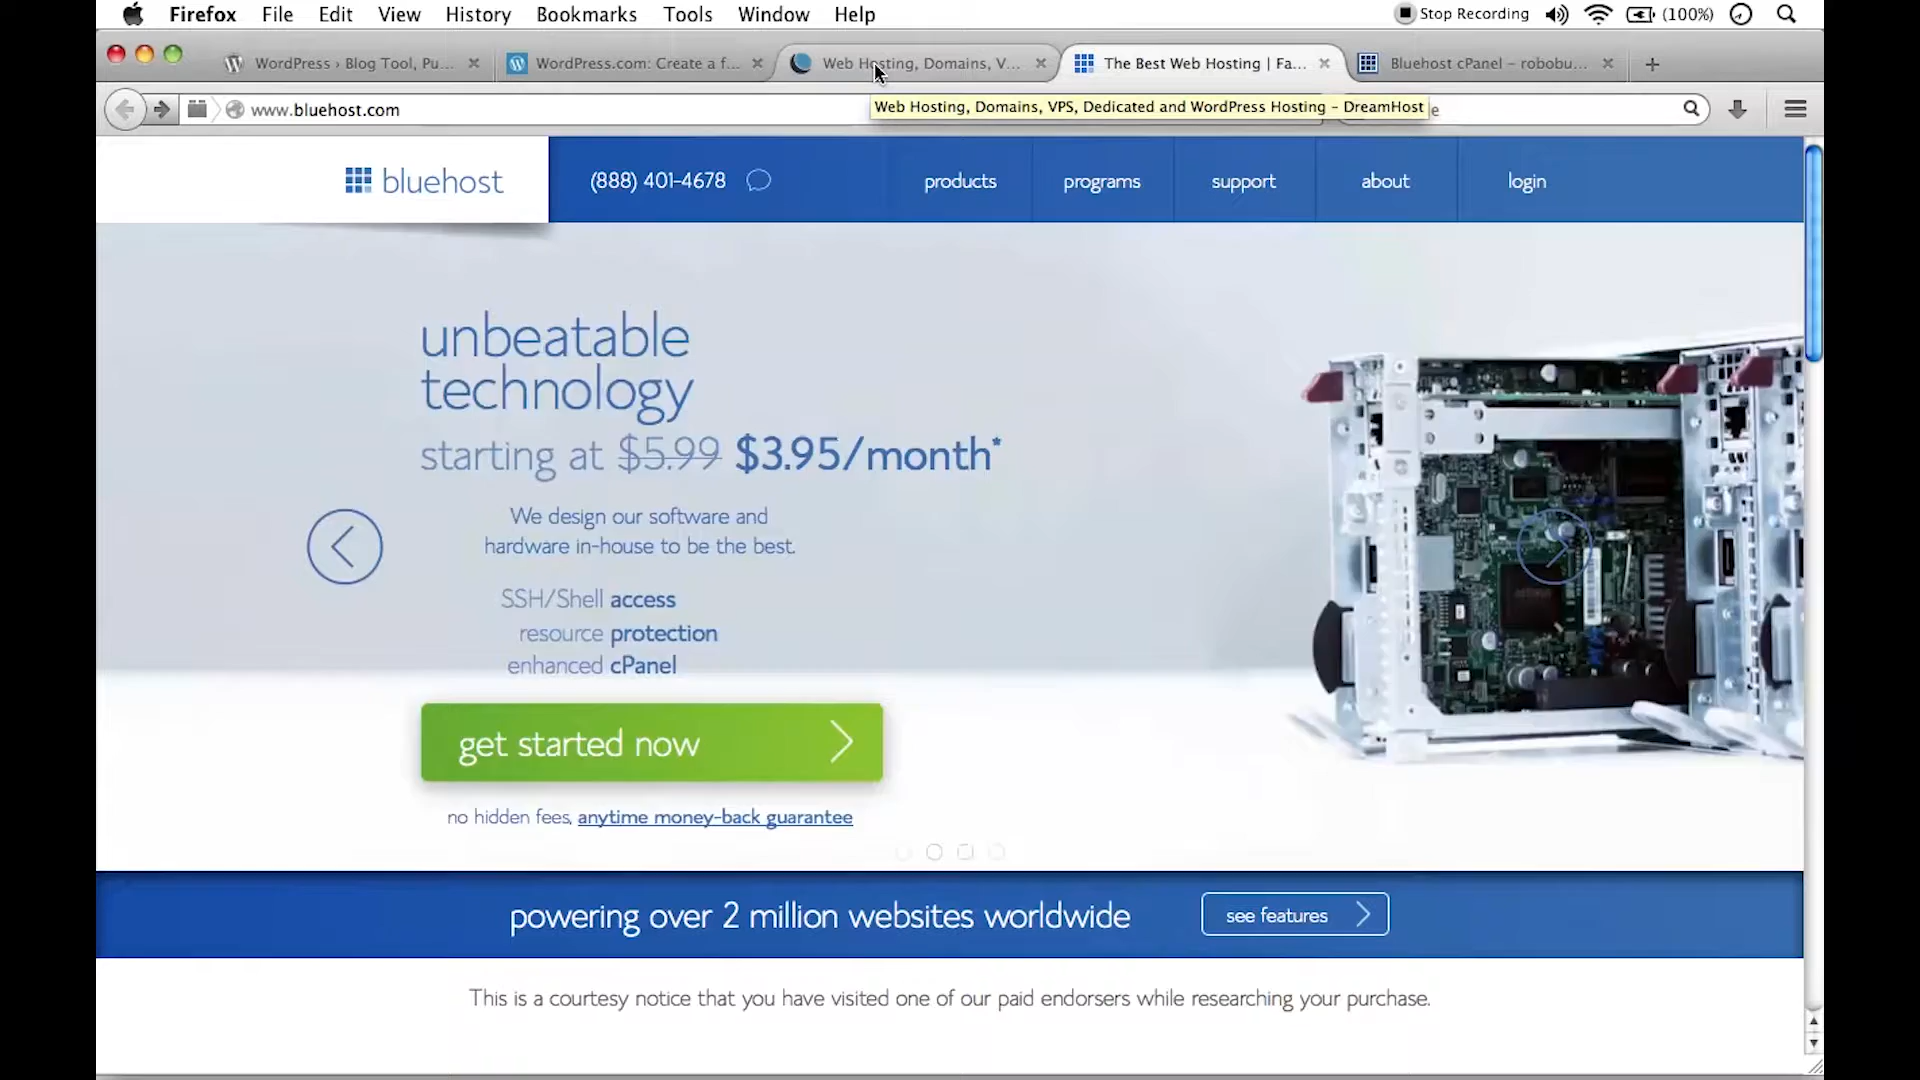 Firefox File Edit View History Bookmarks Tools Window Help Stop Recording (100%)
WordPress › Blog Tool, Pu... WordPress.com: Create a f... Web Hosting, Domains, V... The Best Web Hosting | Fa... Bluehost cPanel – robobu...
www.bluehost.com
Web Hosting, Domains, VPS, Dedicated and WordPress Hosting – DreamHost
bluehost
(888) 401-4678
products programs support about login
unbeatable
technology
starting at $5.99 $3.95/month*
We design our software and
hardware in-house to be the best.
SSH/Shell access
resource protection
enhanced cPanel
get started now
no hidden fees, anytime money-back guarantee
powering over 2 million websites worldwide
see features
This is a courtesy notice that you have visited one of our paid endorsers while researching your purchase.